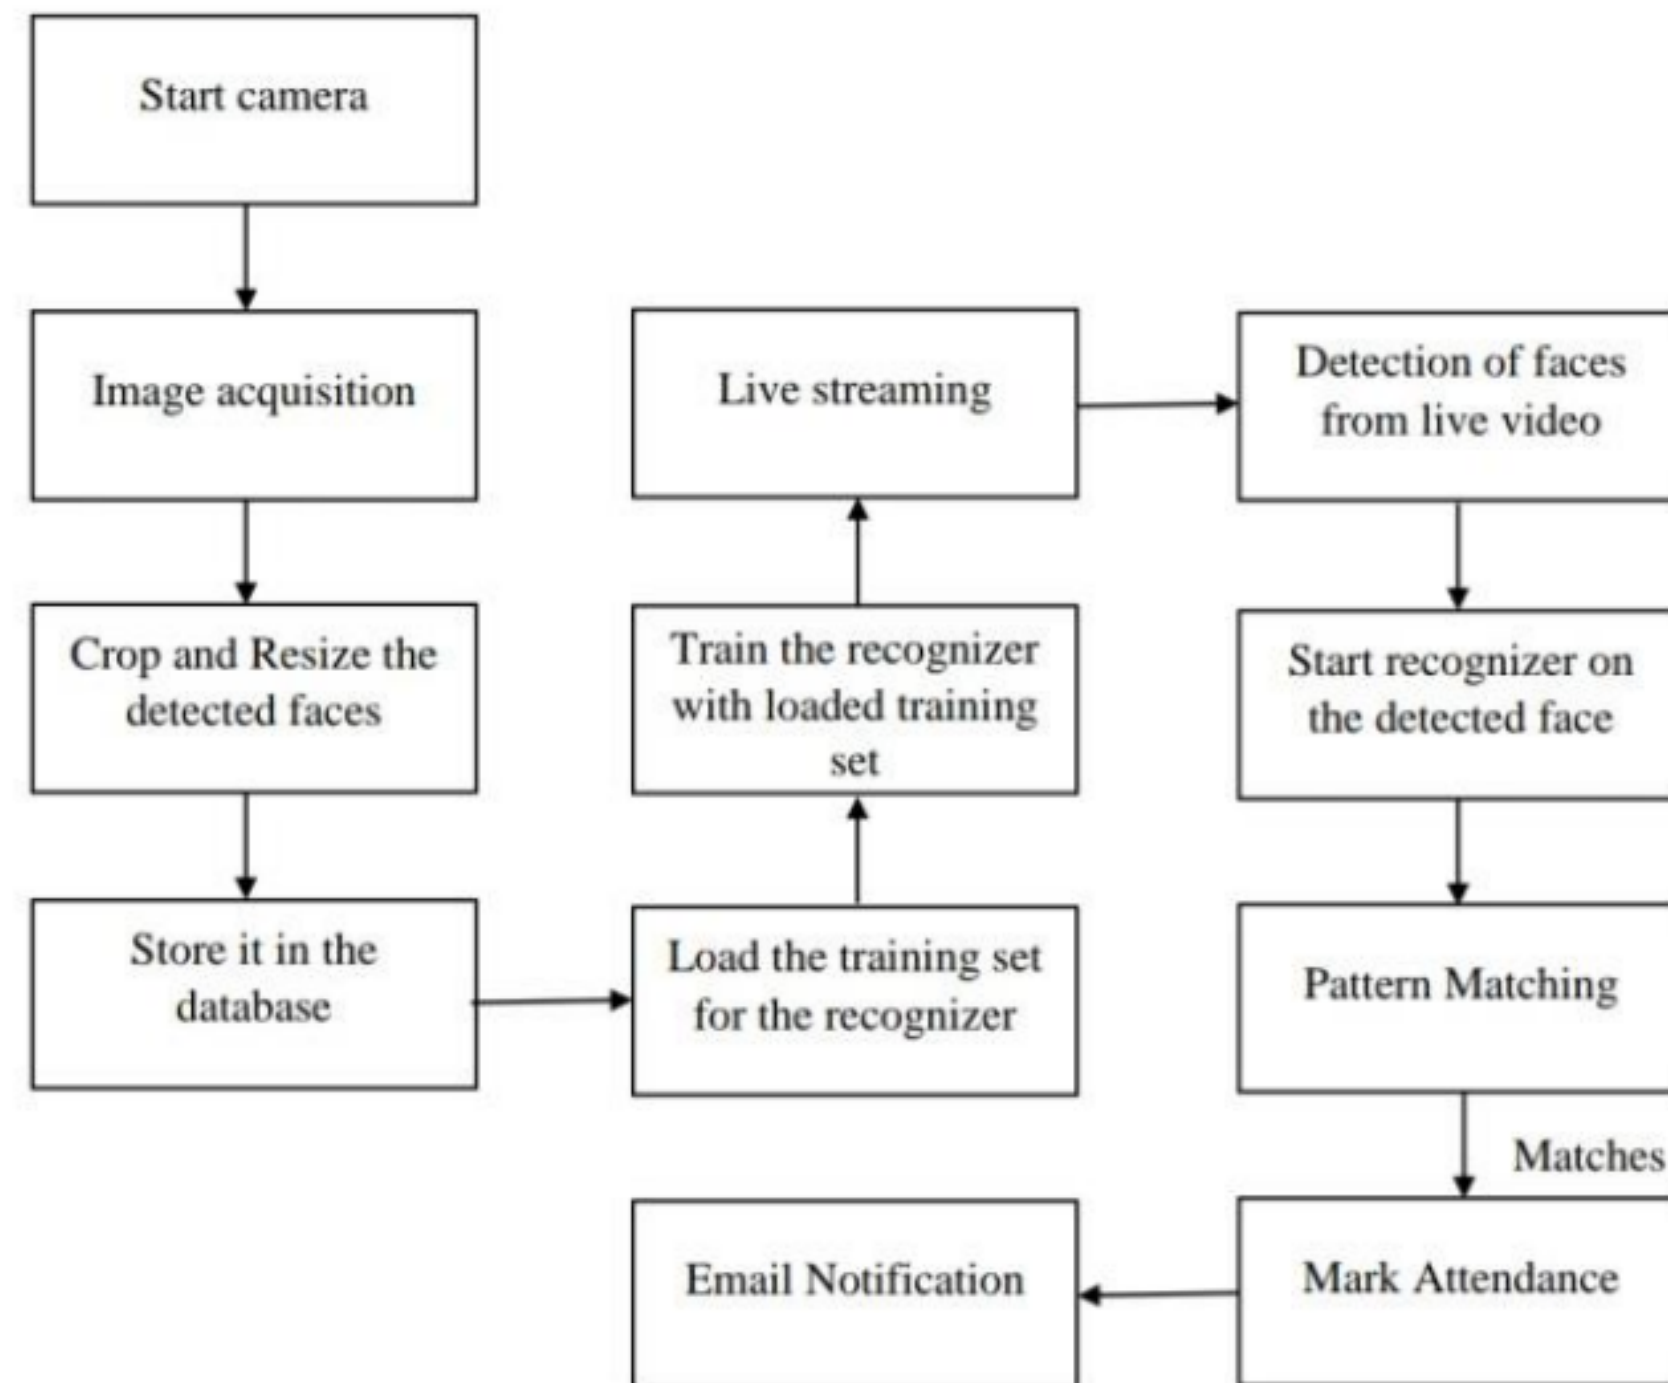 Start camera
Image acquisition
Crop and Resize the
detected faces
Store it in the
database
Load the training set
for the recognizer
Train the recognizer
with loaded training
set
Live streaming
Detection of faces
from live video
Start recognizer on
the detected face
Pattern Matching
Matches
Mark Attendance
Email Notification